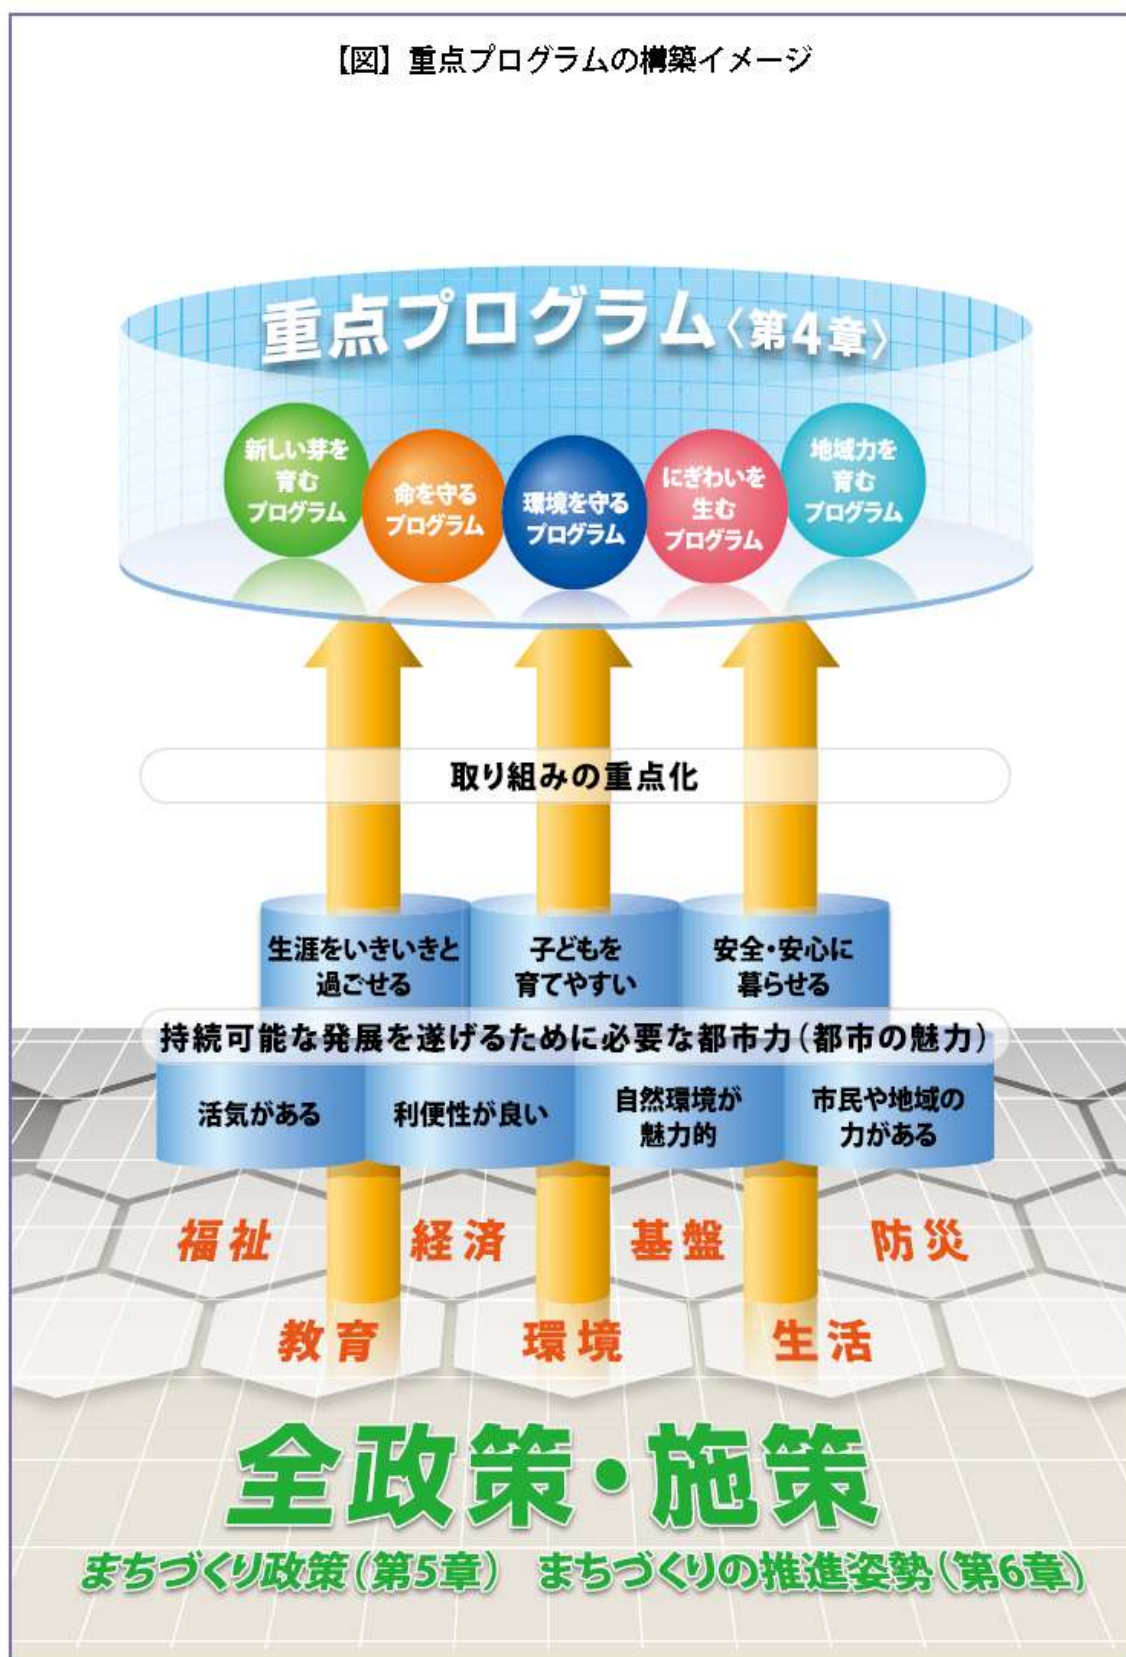 【図】重点プログラムの構築イメージ
重点プログラム〈第4章〉
新しい芽を
育む
プログラム
命を守る
プログラム
環境を守る
プログラム
にぎわいを
生む
プログラム
地域力を
育む
プログラム
取り組みの重点化
生涯をいきいきと
過ごせる
子どもを
育てやすい
安全・安心に
暮らせる
持続可能な発展を遂げるために必要な都市力(都市の魅力)
活気がある
利便性が良い
自然環境が
魅力的
市民や地域の
力がある
福祉
経済
基盤
防災
教育
環境
生活
全政策・施策
まちづくり政策(第5章) まちづくりの推進姿勢(第6章)